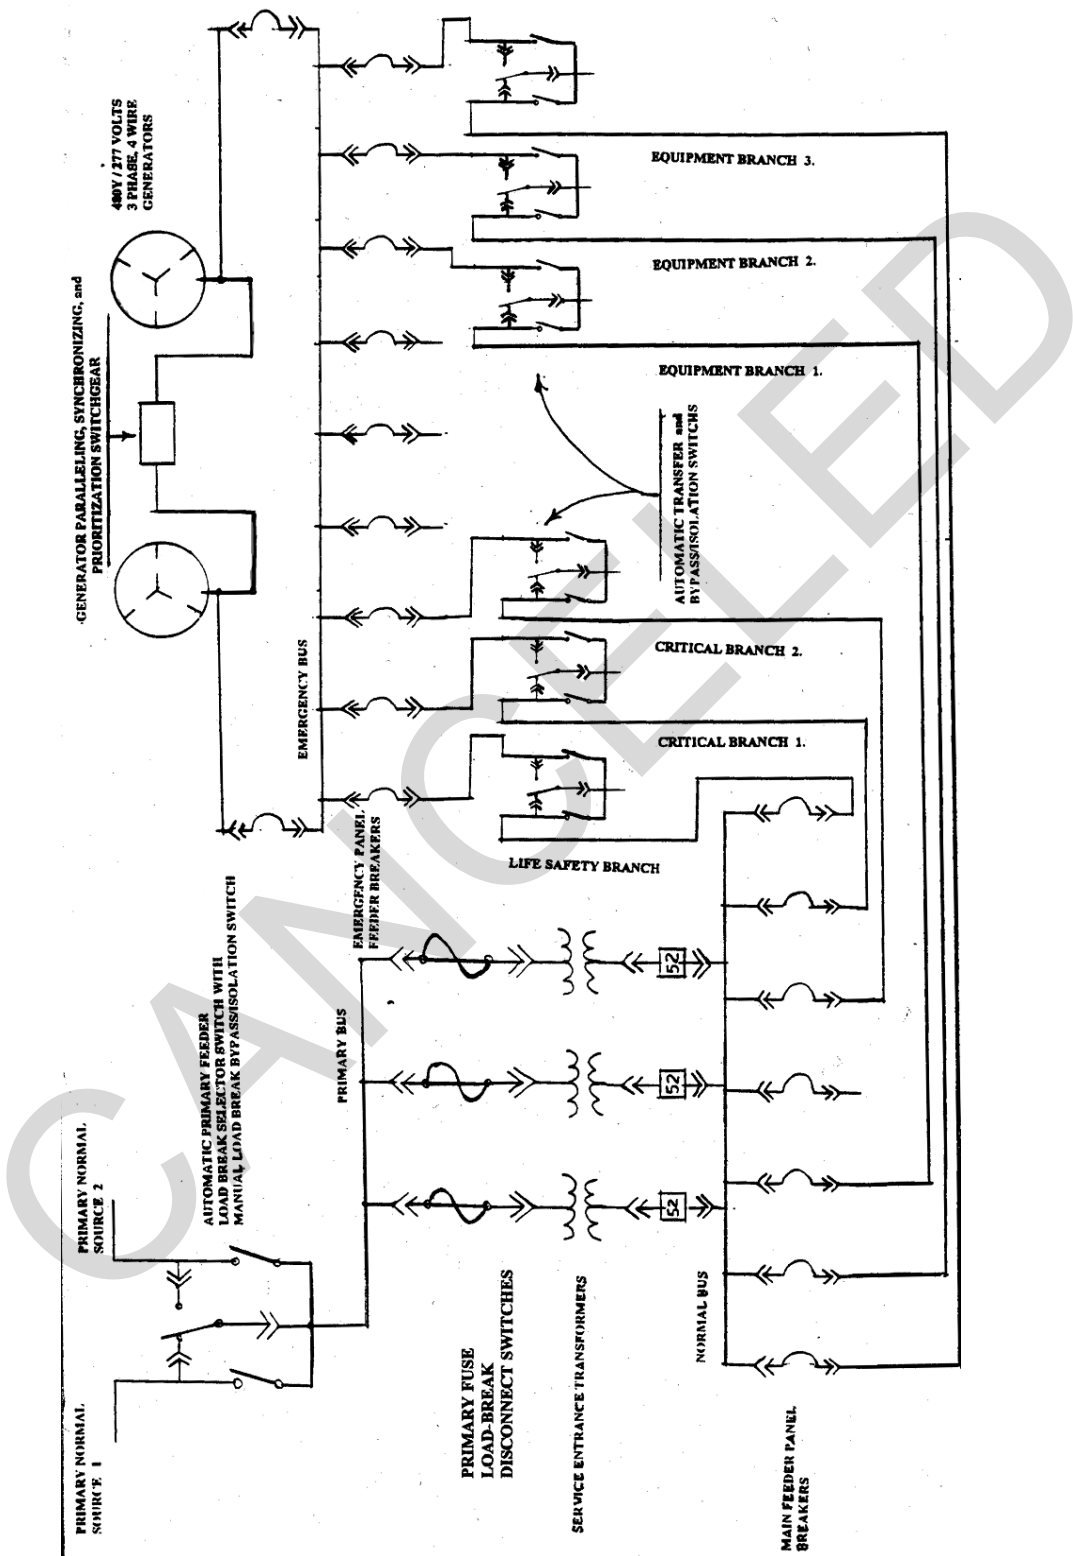 480Y / 277 VOLTS
3 PHASE, 4 WIRE
GENERATORS
GENERATOR PARALLELING, SYNCHRONIZING, and
PRIORITIZATION SWITCHGEAR
EQUIPMENT BRANCH 3.
EQUIPMENT BRANCH 2.
EQUIPMENT BRANCH 1.
AUTOMATIC TRANSFER and
BYPASS/ISOLATION SWITCHS
EMERGENCY BUS
CRITICAL BRANCH 2.
CRITICAL BRANCH 1.
LIFE SAFETY BRANCH
EMERGENCY PANEL
FEEDER BREAKERS
AUTOMATIC PRIMARY FEEDER
LOAD BREAK SELECTOR SWITCH WITH
MANUAL LOAD BREAK BYPASS/ISOLATION SWITCH
PRIMARY BUS
52
52
52
PRIMARY NORMAL
SOURCE 2
PRIMARY NORMAL
SOURCE 1
PRIMARY FUSE
LOAD-BREAK
DISCONNECT SWITCHES
SERVICE ENTRANCE TRANSFORMERS
NORMAL BUS
MAIN FEEDER PANEL
BREAKERS
CANCELED